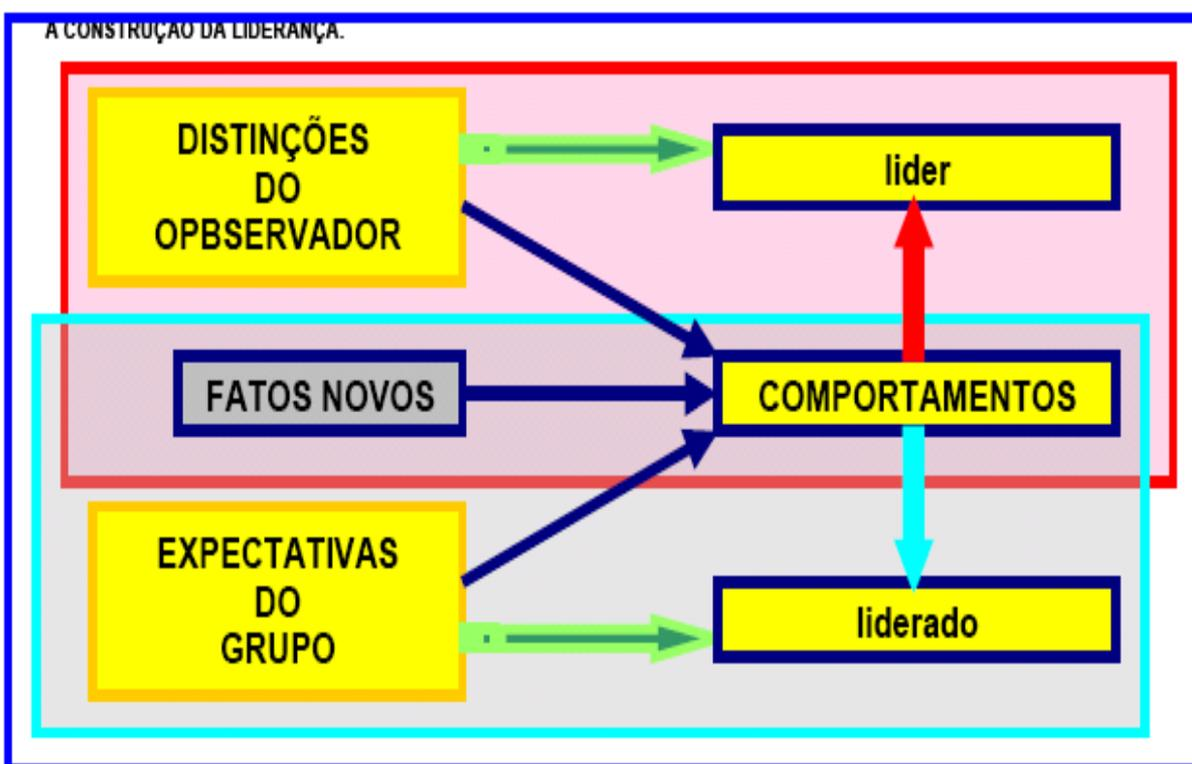 A CONSTRUÇÃO DA LIDERANÇA.
DISTINÇÕES
DO
OPBSERVADOR
lider
FATOS NOVOS
COMPORTAMENTOS
EXPECTATIVAS
DO
GRUPO
liderado